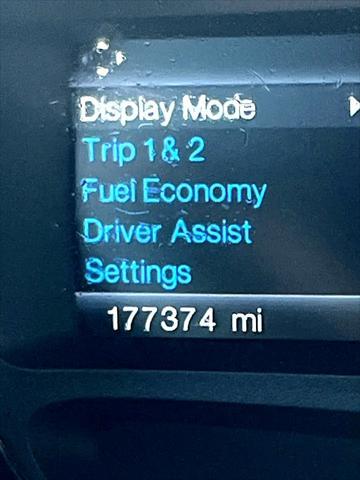 Display Mode
Trip 1 & 2
Fuel Economy
Driver Assist
Settings
177374 mi